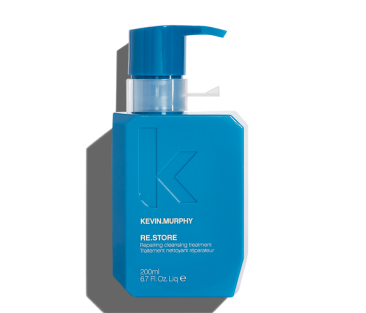 k
KEVIN.MURPHY
RE.STORE
Repairing cleansing treatment
Traitement nettoyant réparateur
200ml
6.7 Fl. Oz. Liq ℮